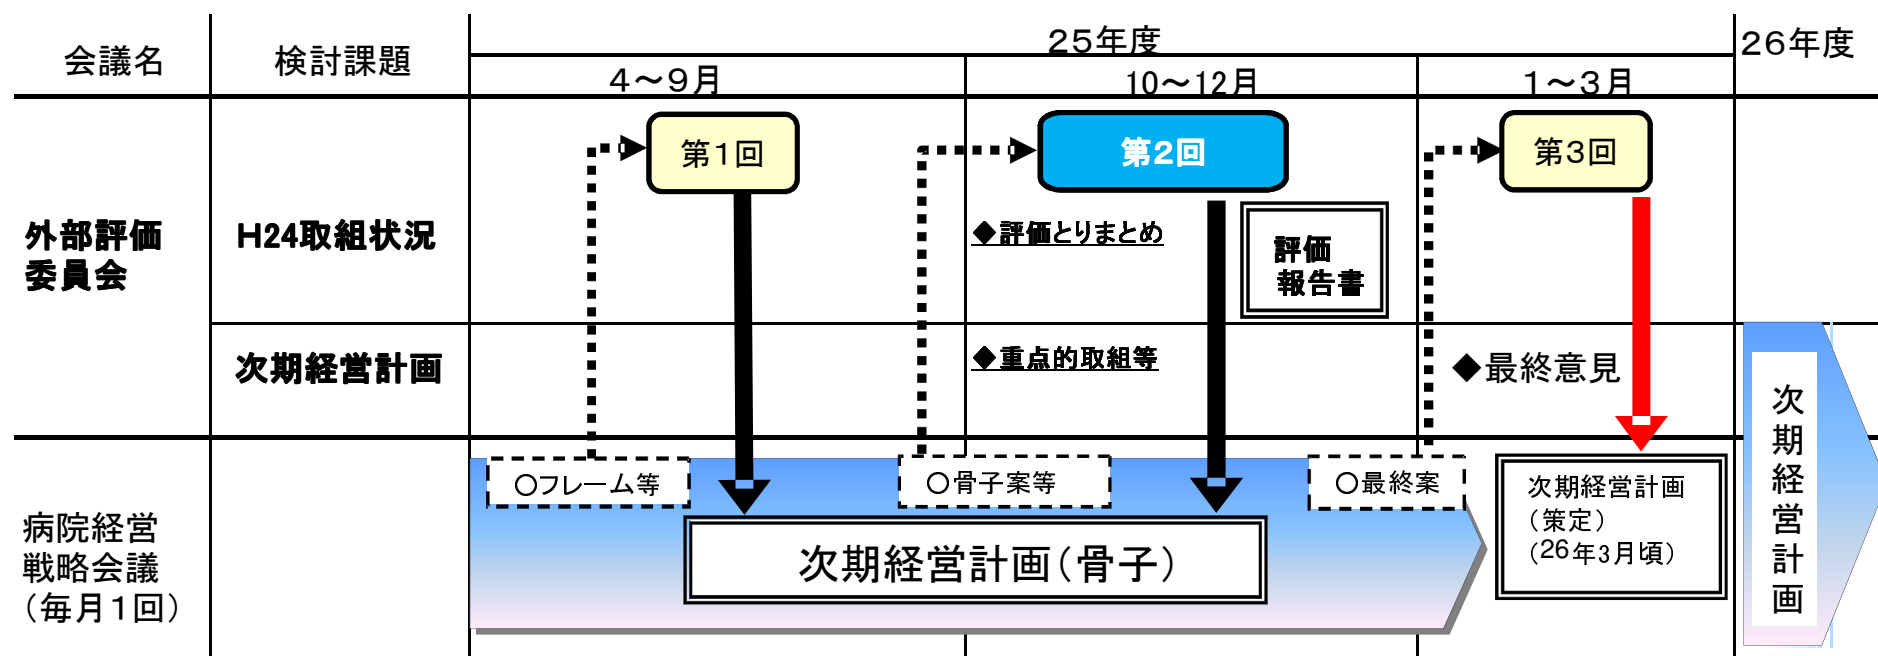 会議名
検討課題
25年度
26年度
4～9月
10～12月
1～3月
第1回
第2回
第3回
外部評価
委員会
H24取組状況
◆評価とりまとめ
評価
報告書
次期経営計画
◆重点的取組等
◆最終意見
次期経営計画
病院経営
戦略会議
(毎月1回)
○フレーム等
○骨子案等
○最終案
次期経営計画(骨子)
次期経営計画
(策定)
(26年3月頃)